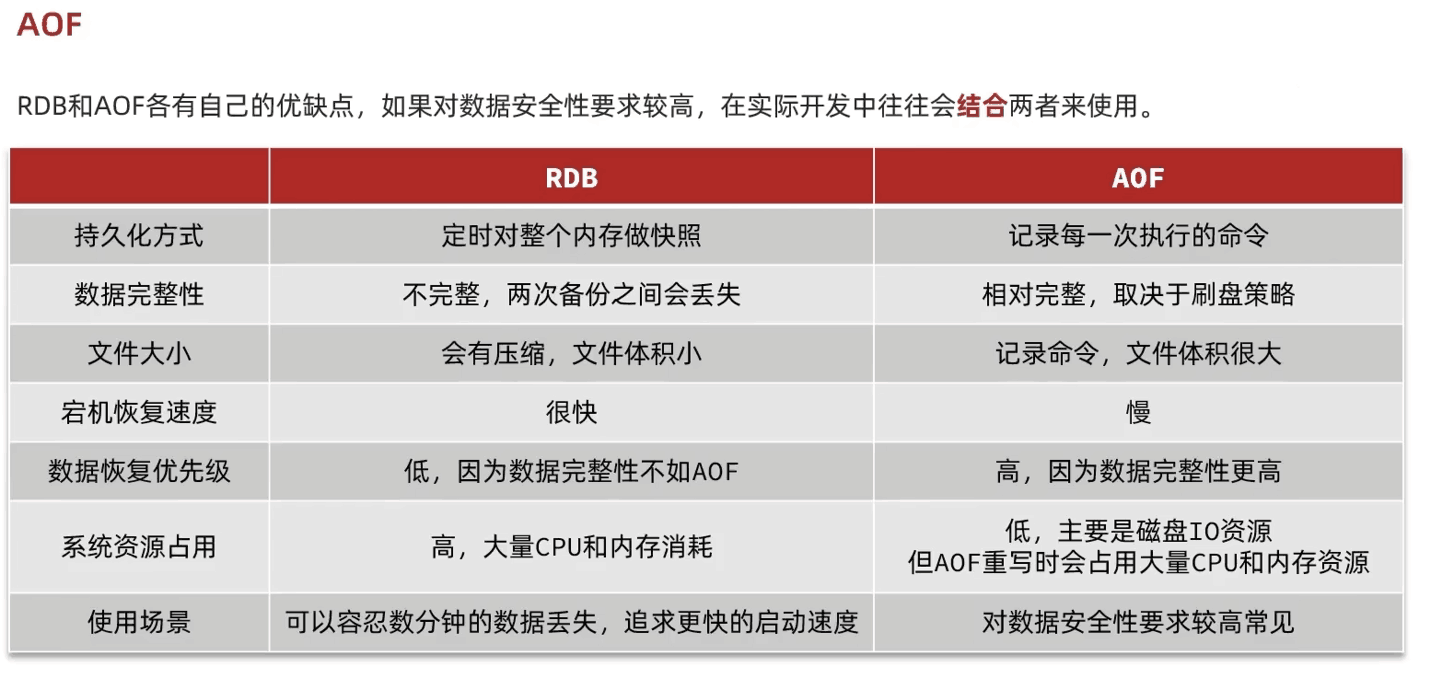 AOF
RDB和AOF各有自己的优缺点，如果对数据安全性要求较高，在实际开发中往往会结合两者来使用。
RDB AOF
持久化方式 定时对整个内存做快照 记录每一次执行的命令
数据完整性 不完整，两次备份之间会丢失 相对完整，取决于刷盘策略
文件大小 会有压缩，文件体积小 记录命令，文件体积很大
宕机恢复速度 很快 慢
数据恢复优先级 低，因为数据完整性不如AOF 高，因为数据完整性更高
系统资源占用 高，大量CPU和内存消耗 低，主要是磁盘IO资源
但AOF重写时会占用大量CPU和内存资源
使用场景 可以容忍数分钟的数据丢失，追求更快的启动速度 对数据安全性要求较高常见